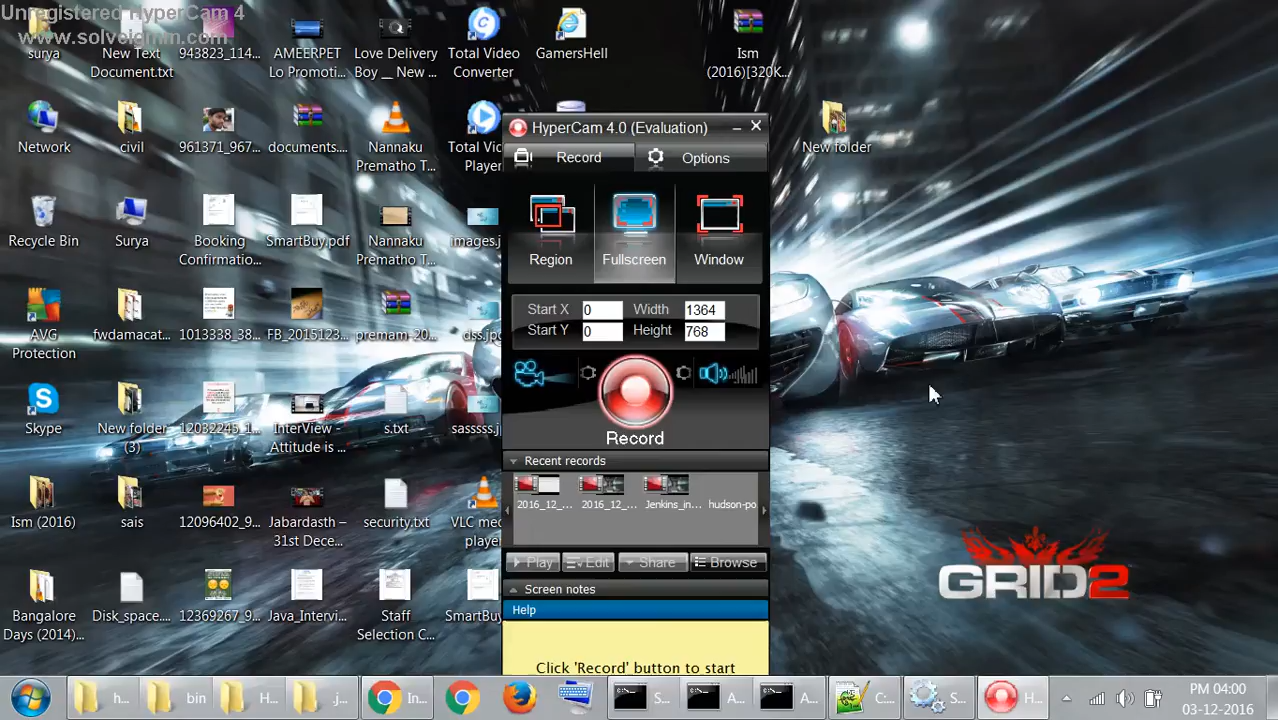 Unregistered HyperCam 4
www.solveigmm.com
surya
New Text
Document.txt
943823_114...
AMEERPET
Lo Promoti...
Love Delivery
Boy __ New ...
Total Video
Converter
GamersHell
Ism
(2016)[320K...
Network
civil
961371_967...
documents...
Nannaku
Prematho T...
Total Vid
Player
New folder
Recycle Bin
Surya
Booking
Confirmatio...
SmartBuy.pdf
Nannaku
Prematho T...
images.j
AVG
Protection
fwdamacat...
1013338_38...
FB_2015123...
premam-20...
dss.jpg
Skype
New folder
(3)
12032245_1...
InterView -
Attitude is ...
s.txt
sasssss.j
Ism (2016)
sais
12096402_9...
Jabardasth –
31st Dece...
security.txt
VLC me
player
Bangalore
Days (2014)...
Disk_space....
12369267_9...
Java_Intervi...
Staff
Selection C...
SmartBuy
HyperCam 4.0 (Evaluation)
Record
Options
Region
Fullscreen
Window
Start X
0
Width
1364
Start Y
0
Height
768
Record
Recent records
2016_12_...
2016_12_...
Jenkins_in...
hudson-po
Play
Edit
Share
Browse
Screen notes
Help
Click 'Record' button to start
GRID2
h...
bin
H...
.j...
In...
S...
A...
A...
C:...
S...
H...
PM 04:00
03-12-2016